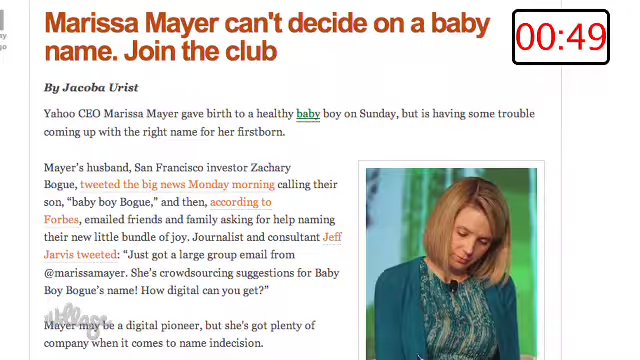 Marissa Mayer can't decide on a baby
name. Join the club
00:49
By Jacoba Urist
Yahoo CEO Marissa Mayer gave birth to a healthy baby boy on Sunday, but is having some trouble
coming up with the right name for her firstborn.
Mayer's husband, San Francisco investor Zachary
Bogue, tweeted the big news Monday morning calling their
son, “baby boy Bogue,” and then, according to
Forbes, emailed friends and family asking for help naming
their new little bundle of joy. Journalist and consultant Jeff
Jarvis tweeted: “Just got a large group email from
@marissamayer. She's crowdsourcing suggestions for Baby
Boy Bogue's name! How digital can you get?”
village
Mayer may be a digital pioneer, but she's got plenty of
company when it comes to name indecision.